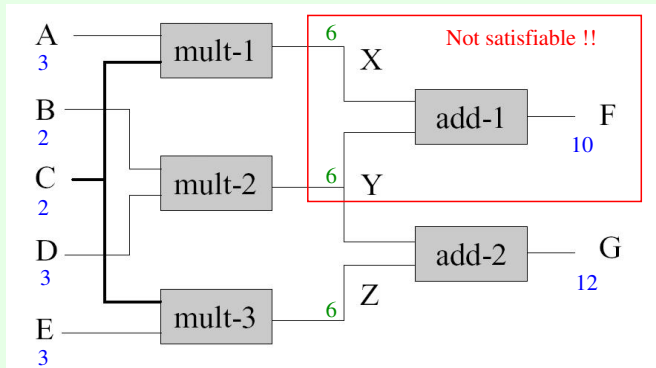 A
3
mult-1
6
Not satisfiable !!
X
B
2
add-1
F
10
C
2
mult-2
6
Y
D
3
add-2
G
12
Z
mult-3
6
E
3